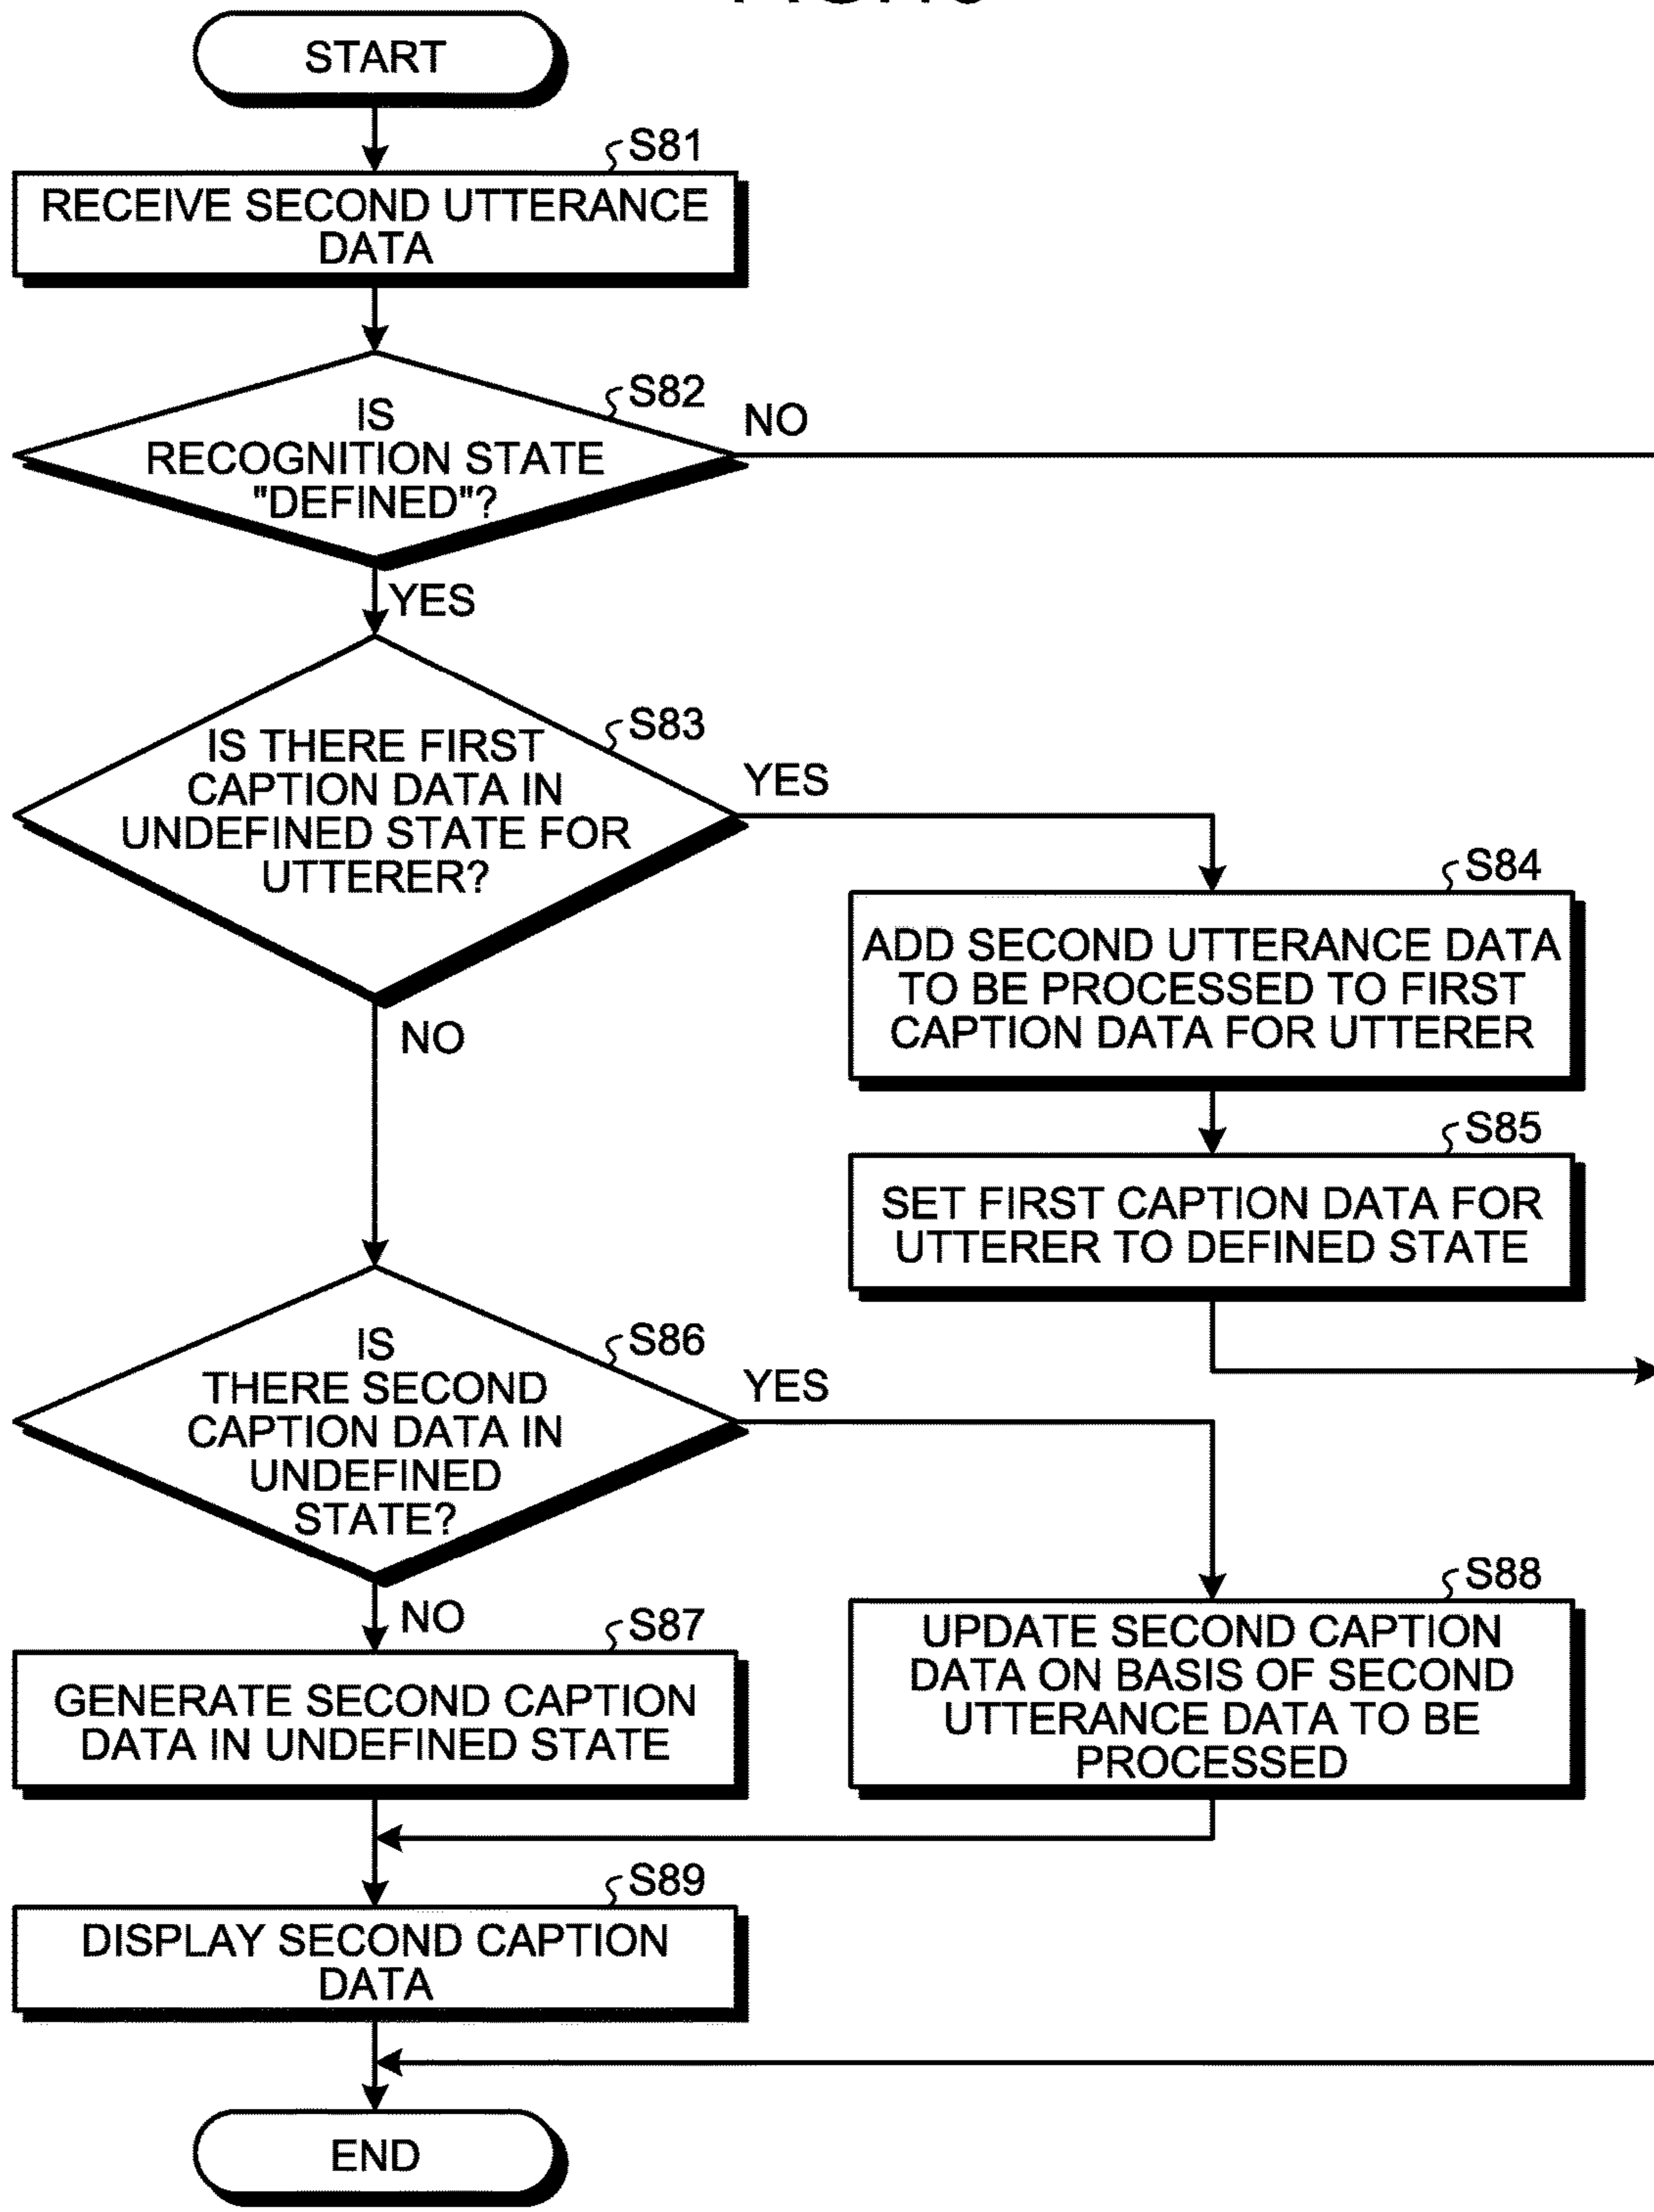 START
S81
RECEIVE SECOND UTTERANCE
DATA
S82
IS
RECOGNITION STATE
"DEFINED"?
NO
YES
S83
IS THERE FIRST
CAPTION DATA IN
UNDEFINED STATE FOR
UTTERER?
YES
NO
S84
ADD SECOND UTTERANCE DATA
TO BE PROCESSED TO FIRST
CAPTION DATA FOR UTTERER
S85
SET FIRST CAPTION DATA FOR
UTTERER TO DEFINED STATE
S86
IS
THERE SECOND
CAPTION DATA IN
UNDEFINED
STATE?
YES
NO
S87
GENERATE SECOND CAPTION
DATA IN UNDEFINED STATE
S88
UPDATE SECOND CAPTION
DATA ON BASIS OF SECOND
UTTERANCE DATA TO BE
PROCESSED
S89
DISPLAY SECOND CAPTION
DATA
END